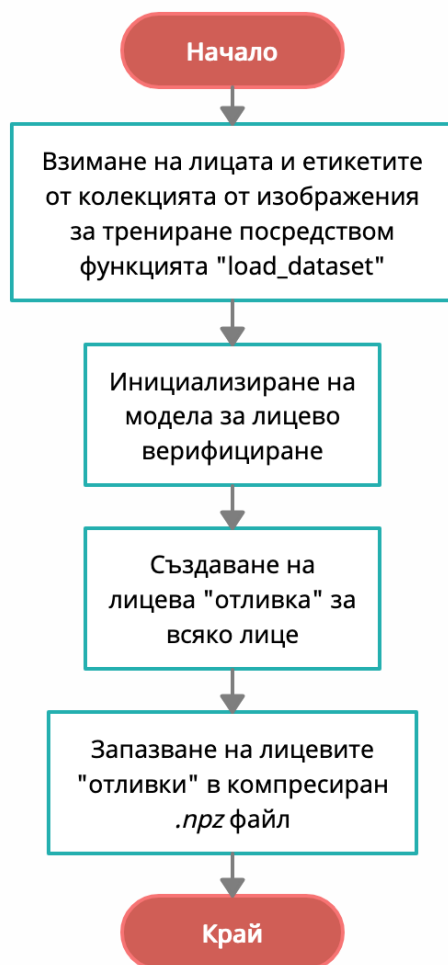 Начало
Взимане на лицата и етикетите
от колекцията от изображения
за трениране посредством
функцията "load_dataset"
Инициализиране на
модела за лицево
верифициране
Създаване на
лицева "отливка" за
всяко лице
Запазване на лицевите
"отливки" в компресиран
.npz файл
Край